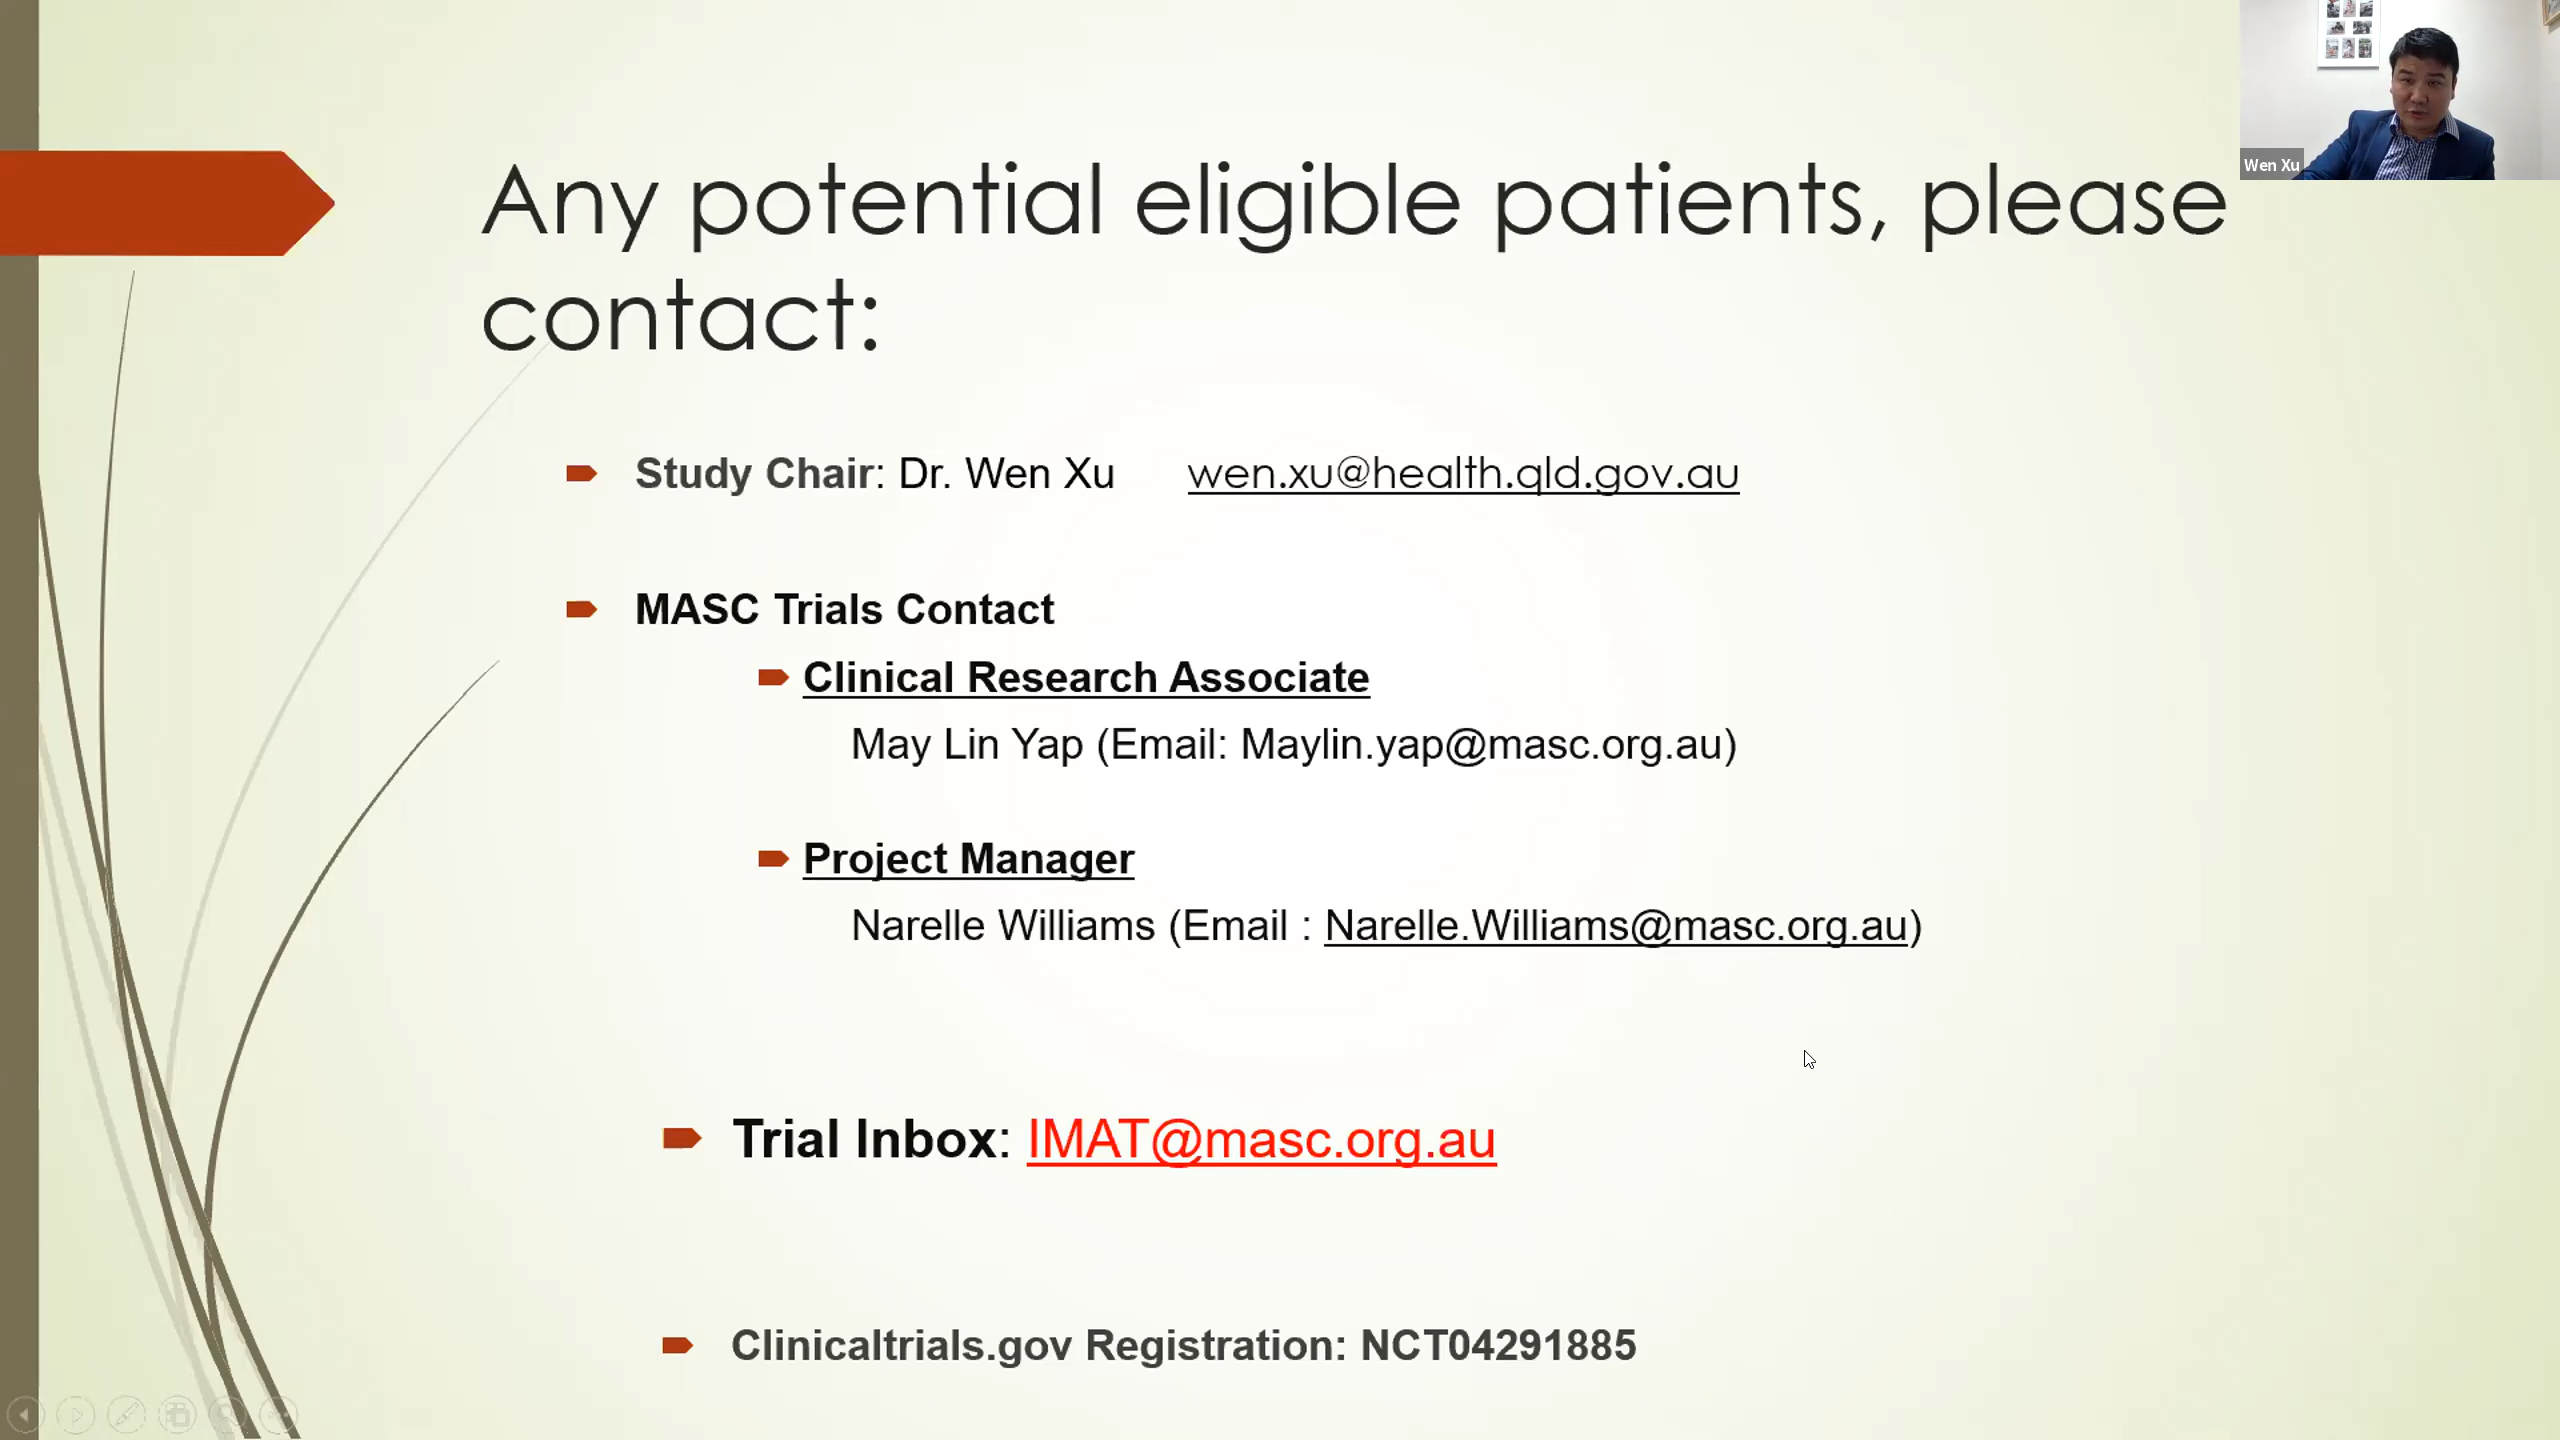 Any potential eligible patients, please
contact:
Study Chair: Dr. Wen Xu wen.xu@health.qld.gov.au
MASC Trials Contact
Clinical Research Associate
May Lin Yap (Email: Maylin.yap@masc.org.au)
Project Manager
Narelle Williams (Email : Narelle.Williams@masc.org.au)
Trial Inbox: IMAT@masc.org.au
Clinicaltrials.gov Registration: NCT04291885
Wen Xu